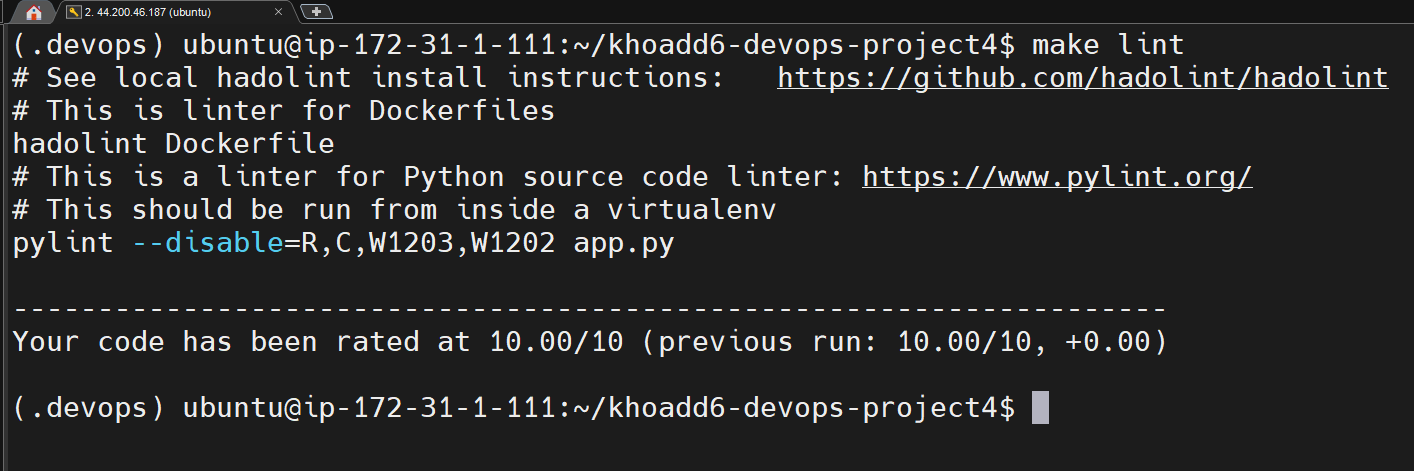 2. 44.200.46.187 (ubuntu)
(.devops) ubuntu@ip-172-31-1-111:~/khoadd6-devops-project4$ make lint
# See local hadolint install instructions:   https://github.com/hadolint/hadolint
# This is linter for Dockerfiles
hadolint Dockerfile
# This is a linter for Python source code linter: https://www.pylint.org/
# This should be run from inside a virtualenv
pylint --disable=R,C,W1203,W1202 app.py
--------------------------------------------------------------------
Your code has been rated at 10.00/10 (previous run: 10.00/10, +0.00)
(.devops) ubuntu@ip-172-31-1-111:~/khoadd6-devops-project4$